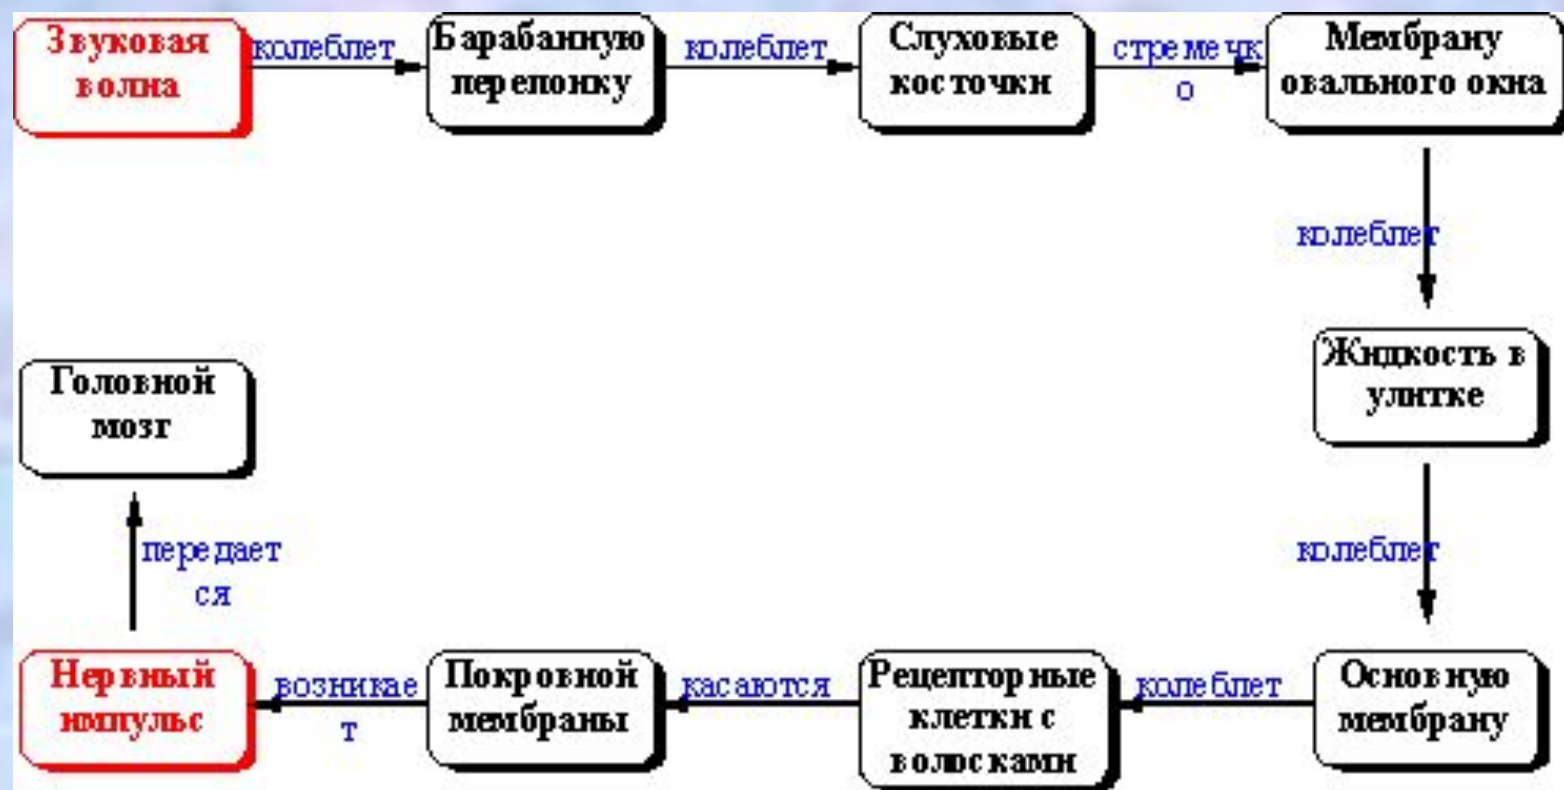 Звуковая
волна
колеблет
Барабанную
перепонку
колеблет
Слуховые
косточки
стремечк
о
Мембрану
овального окна
колеблет
Жидкость в
улитке
колеблет
Основную
мембрану
колеблет
Рецепторные
клетки с
волосками
касаются
Покровной
мембраны
возникае
т
Нервный
импульс
передает
ся
Головной
мозг